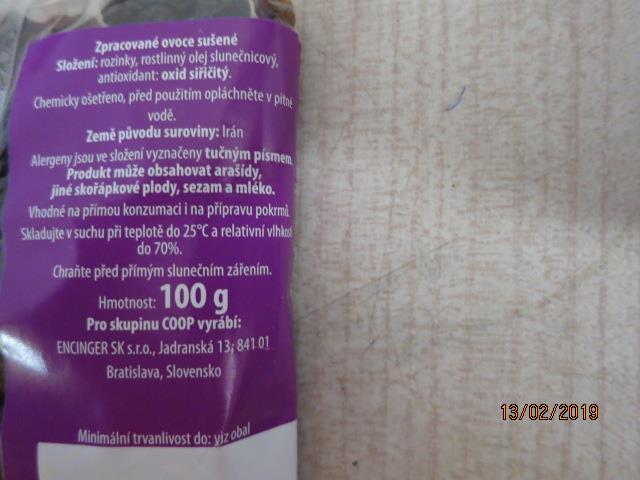 Zpracované ovoce sušené
Složení: rozinky, rostlinný olej slunečnicový,
antioxidant: oxid siřičitý.
Chemicky ošetřeno, před použitím opláchněte v pitné
vodě.
Země původu suroviny: Irán
Alergeny jsou ve složení vyznačeny tučným písmem.
Produkt může obsahovat arašídy,
jiné skořápkové plody, sezam a mléko.
Vhodné na přímou konzumaci i na přípravu pokrmů.
Skladujte v suchu při teplotě do 25°C a relativní vlhkosti
do 70%.
Chraňte před přímým slunečním zářením.
Hmotnost: 100 g
Pro skupinu COOP vyrábí:
ENCINGER SK s.r.o., Jadranská 13, 841 01
Bratislava, Slovensko
Minimální trvanlivost do: viz obal
13/02/2019